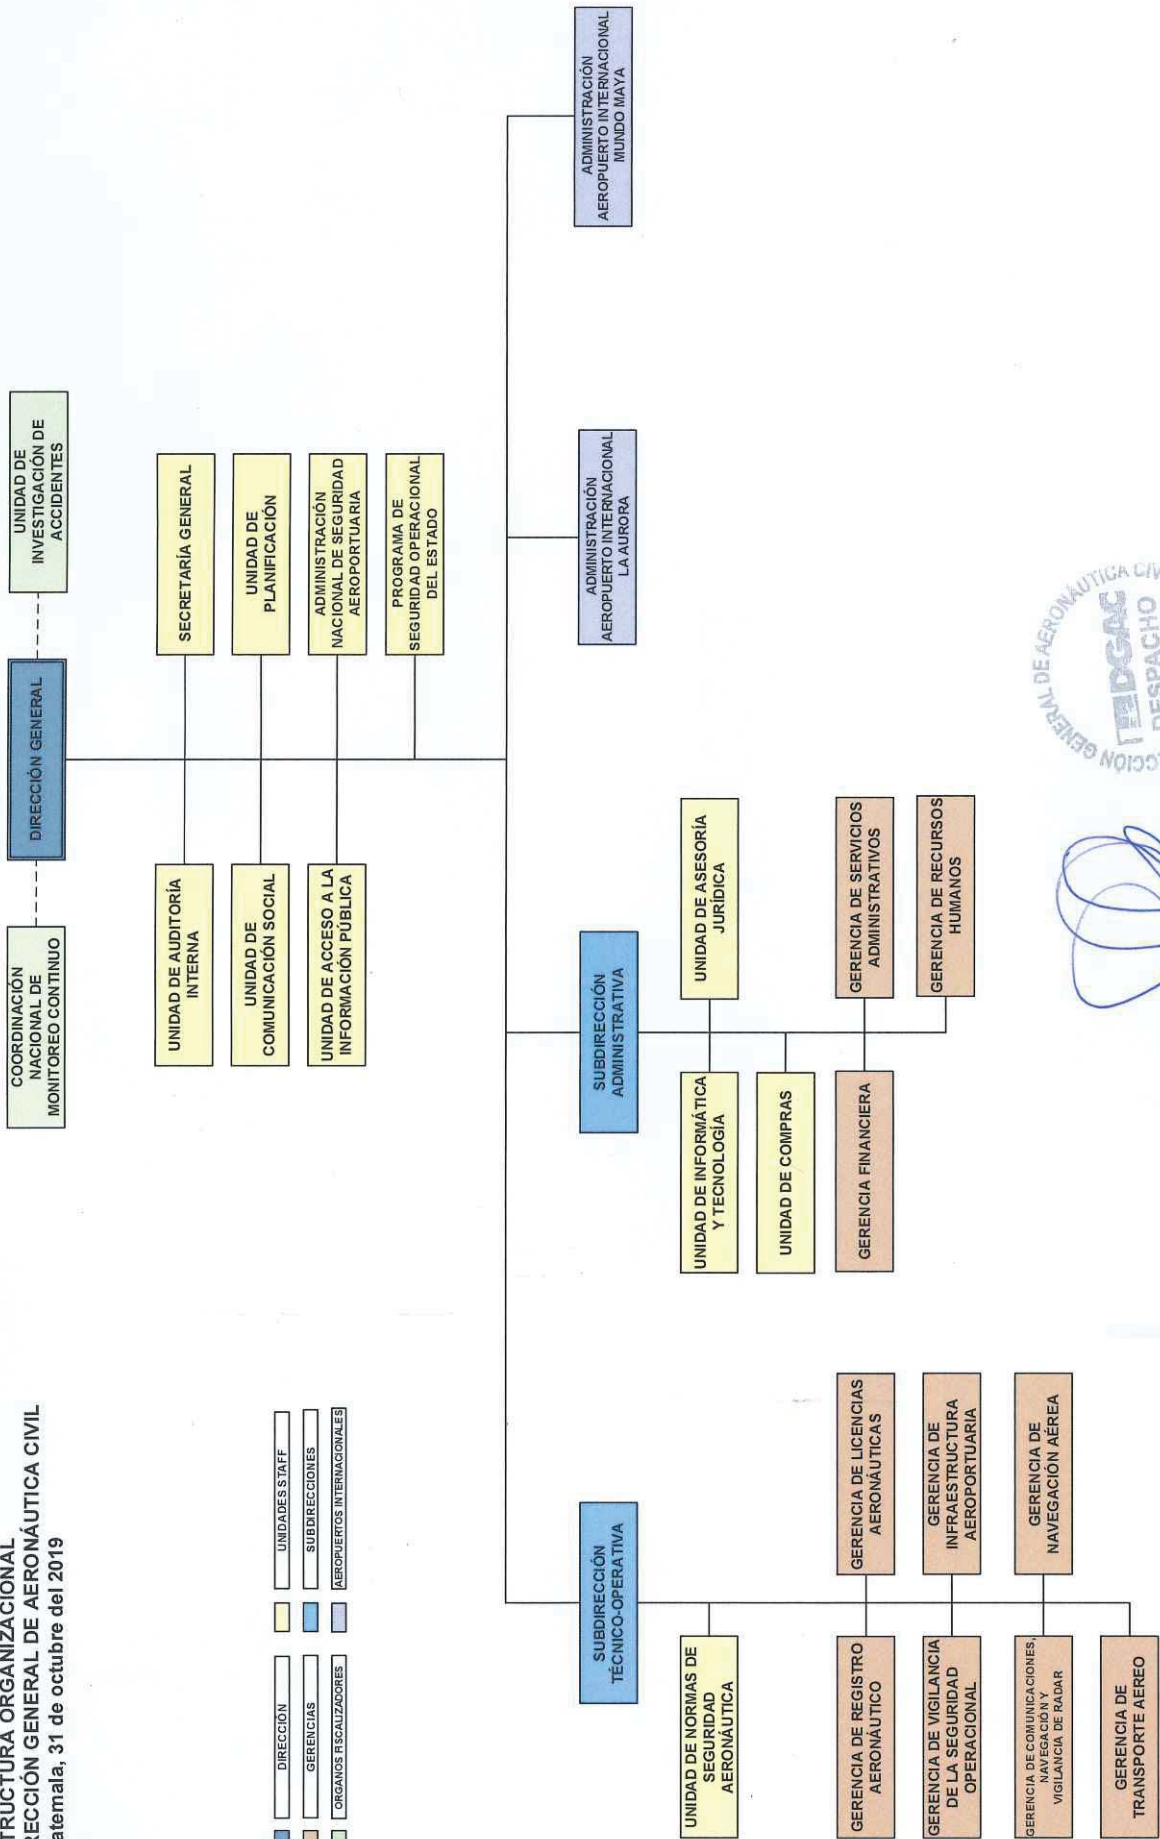 TRUCTURA ORGANIZACIONAL
RECCIÓN GENERAL DE AERONÁUTICA CIVIL
atemala, 31 de octubre del 2019
DIRECCIÓN
UNIDADES STAFF
GERENCIAS
SUBDIRECCIONES
ORGANOS FISCALIZADORES
AEROPUERTOS INTERNACIONALES
COORDINACIÓN
NACIONAL DE
MONITOREO CONTINUO
DIRECCIÓN GENERAL
UNIDAD DE
INVESTIGACIÓN DE
ACCIDENTES
UNIDAD DE AUDITORÍA
INTERNA
SECRETARÍA GENERAL
UNIDAD DE
COMUNICACIÓN SOCIAL
UNIDAD DE
PLANIFICACIÓN
UNIDAD DE ACCESO A LA
INFORMACIÓN PÚBLICA
ADMINISTRACIÓN
NACIONAL DE SEGURIDAD
AEROPORTUARIA
PROGRAMA DE
SEGURIDAD OPERACIONAL
DEL ESTADO
SUBDIRECCIÓN
TÉCNICO-OPERATIVA
SUBDIRECCIÓN
ADMINISTRATIVA
ADMINISTRACIÓN
AEROPUERTO INTERNACIONAL
LA AURORA
ADMINISTRACIÓN
AEROPUERTO INTERNACIONAL
MUNDO MAYA
UNIDAD DE NORMAS DE
SEGURIDAD
AERONÁUTICA
GERENCIA DE REGISTRO
AERONÁUTICO
GERENCIA DE LICENCIAS
AERONÁUTICAS
GERENCIA DE VIGILANCIA
DE LA SEGURIDAD
OPERACIONAL
GERENCIA DE
INFRAESTRUCTURA
AEROPORTUARIA
GERENCIA DE COMUNICACIONES,
NAVEGACIÓN Y
VIGILANCIA DE RADAR
GERENCIA DE
NAVEGACIÓN AÉREA
GERENCIA DE
TRANSPORTE AEREO
UNIDAD DE INFORMÁTICA
Y TECNOLOGÍA
UNIDAD DE ASESORÍA
JURÍDICA
UNIDAD DE COMPRAS
GERENCIA FINANCIERA
GERENCIA DE SERVICIOS
ADMINISTRATIVOS
GERENCIA DE RECURSOS
HUMANOS
CCIÓN GENERAL DE AERONÁUTICA CIV
DGAC
DESPACHO